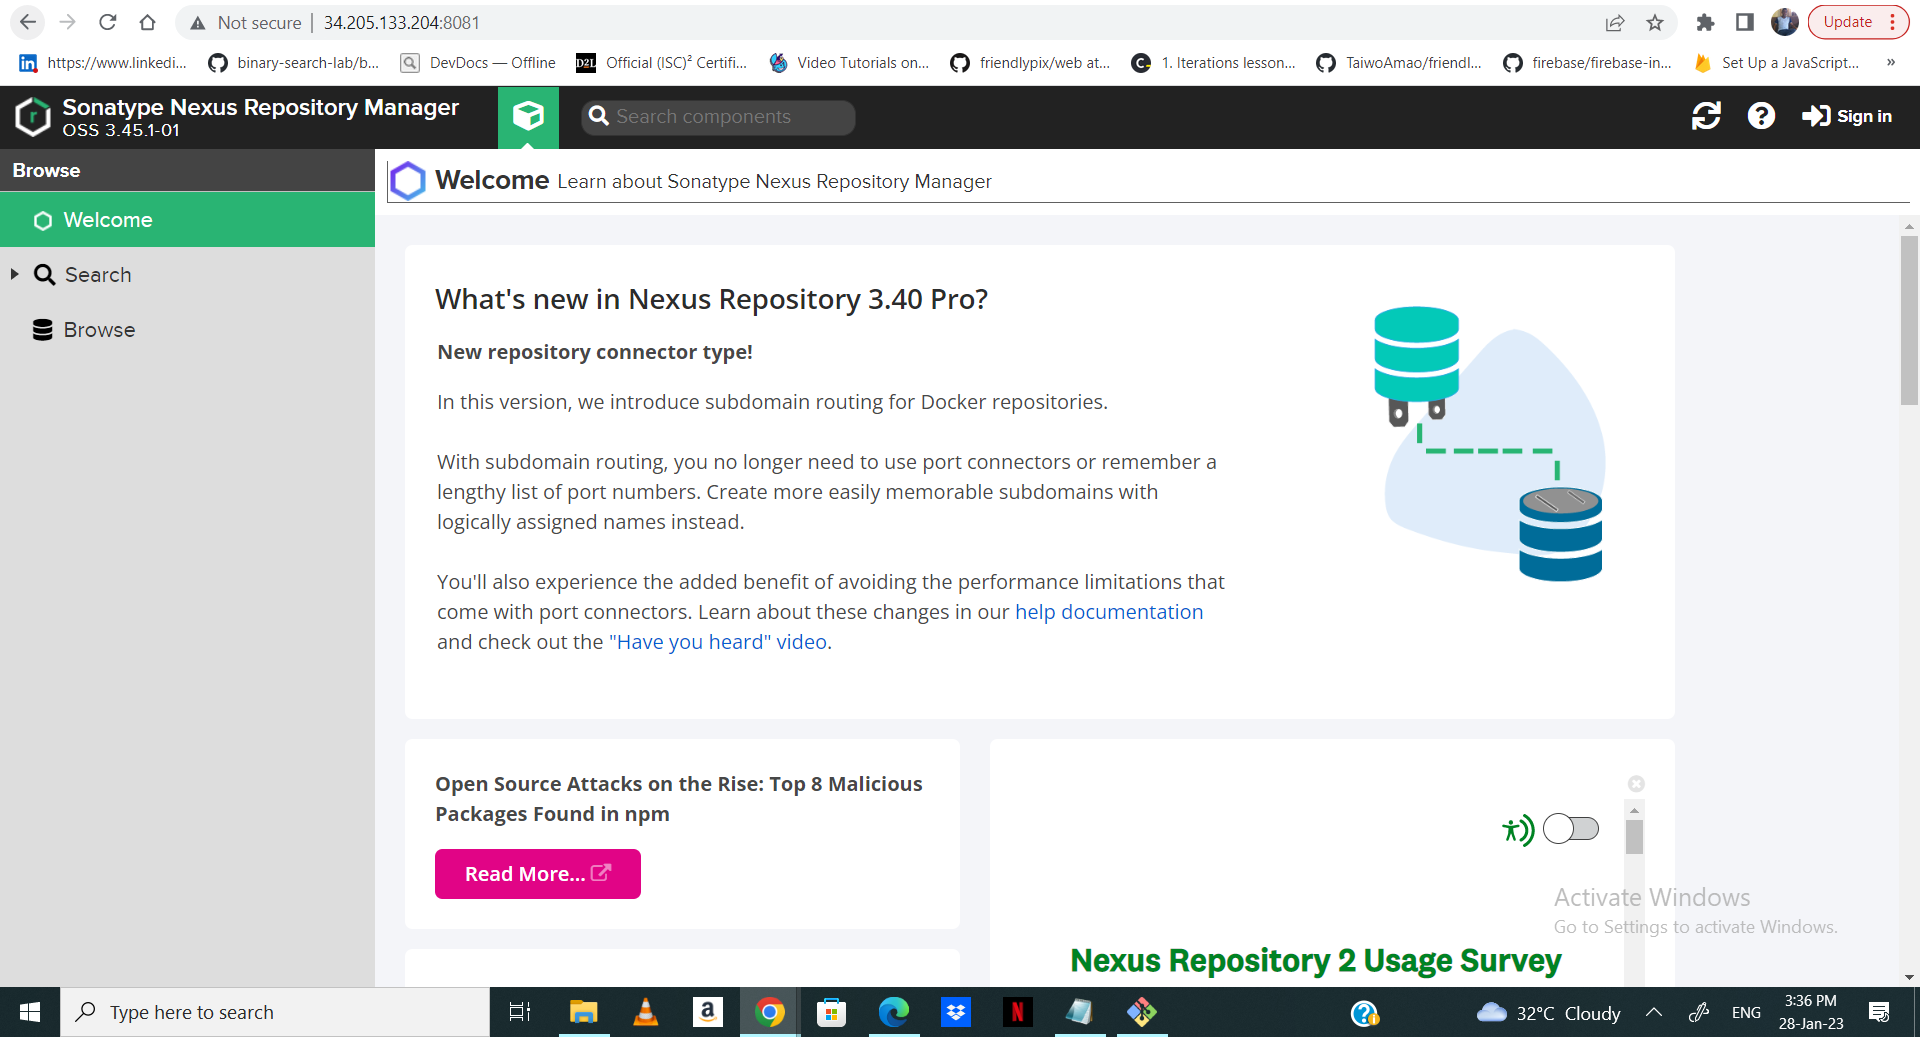 Not secure | 34.205.133.204:8081
Update
https://www.linkedi...
binary-search-lab/b...
DevDocs — Offline
D2L
Official (ISC)² Certifi...
Video Tutorials on...
friendlypix/web at...
1. Iterations lesson...
TaiwoAmao/friendl...
firebase/firebase-in...
Set Up a JavaScript...
»
Sonatype Nexus Repository Manager
OSS 3.45.1-01
Search components
Sign in
Browse
Welcome
Search
Browse
Welcome Learn about Sonatype Nexus Repository Manager
What's new in Nexus Repository 3.40 Pro?
New repository connector type!
In this version, we introduce subdomain routing for Docker repositories.
With subdomain routing, you no longer need to use port connectors or remember a
lengthy list of port numbers. Create more easily memorable subdomains with
logically assigned names instead.
You'll also experience the added benefit of avoiding the performance limitations that
come with port connectors. Learn about these changes in our help documentation
and check out the "Have you heard" video.
Open Source Attacks on the Rise: Top 8 Malicious
Packages Found in npm
Read More...
Nexus Repository 2 Usage Survey
Activate Windows
Go to Settings to activate Windows.
Type here to search
32°C Cloudy
ENG
3:36 PM
28-Jan-23